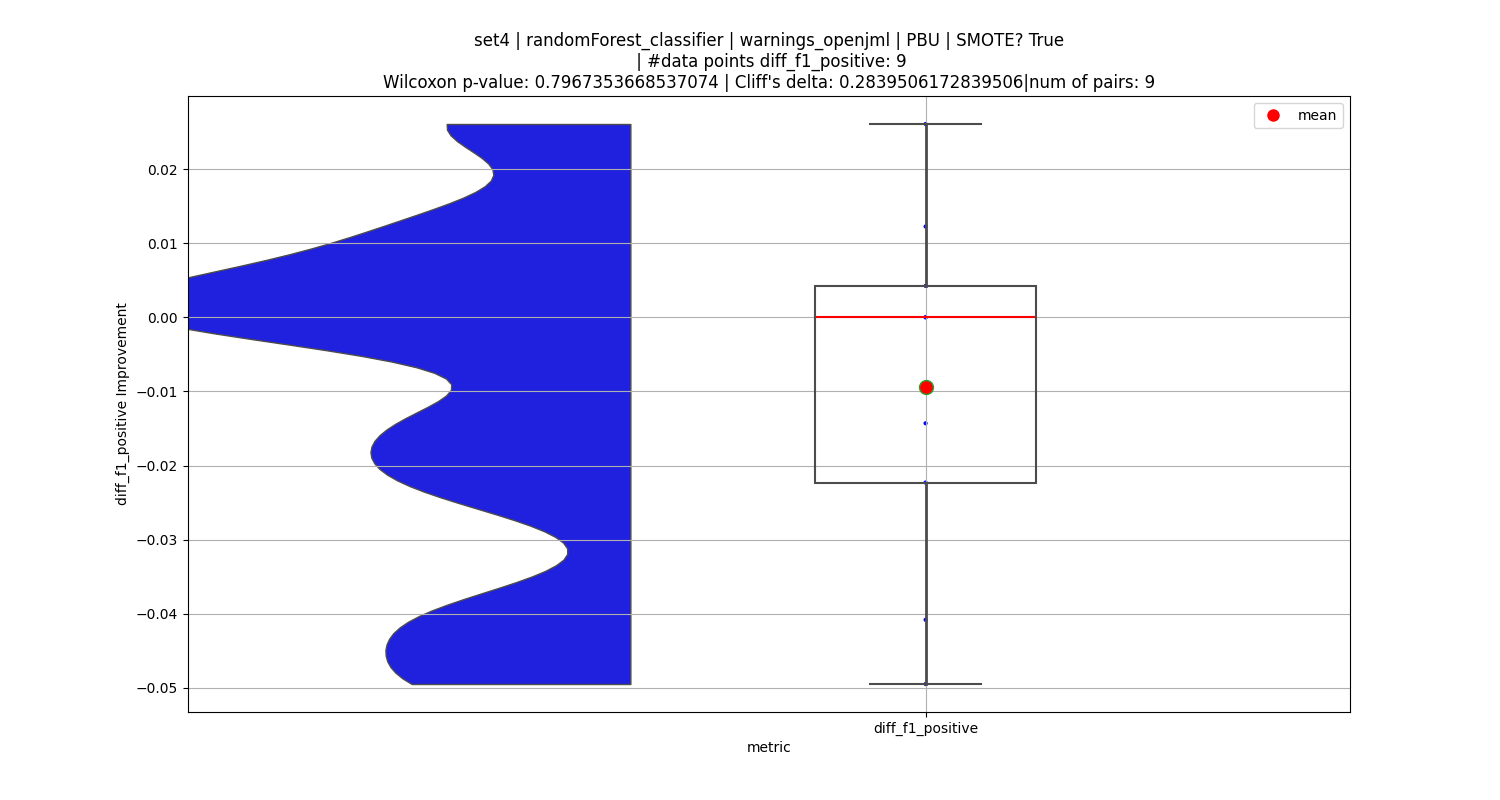 set4 | randomForest_classifier | warnings_openjml | PBU | SMOTE? True
| #data points diff_f1_positive: 9
Wilcoxon p-value: 0.7967353668537074 | Cliff's delta: 0.2839506172839506|num of pairs: 9
mean
0.02
0.01
0.00
−0.01
−0.02
−0.03
−0.04
−0.05
diff_f1_positive Improvement
diff_f1_positive
metric